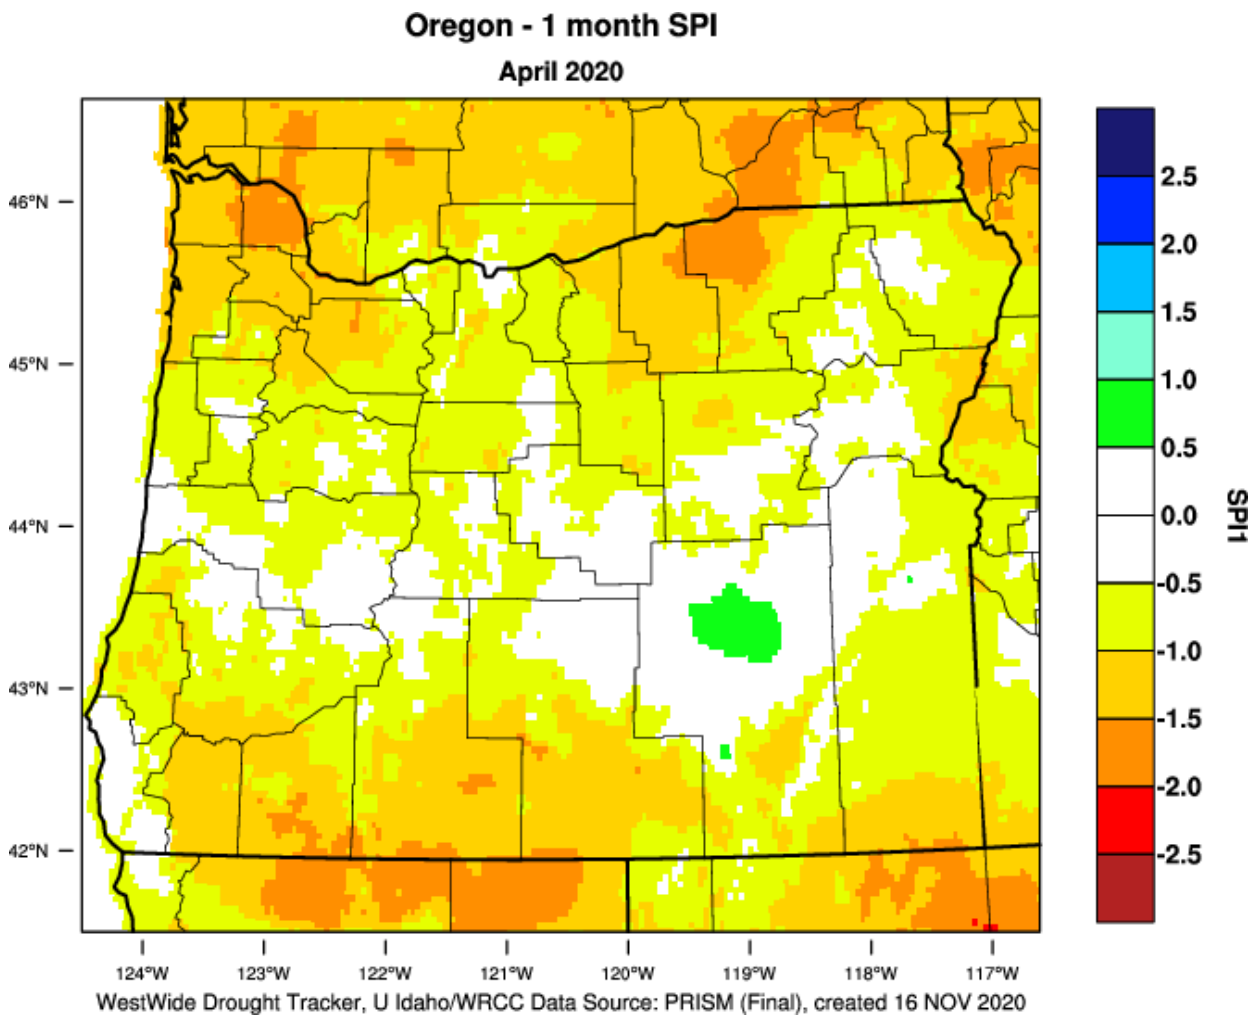 Oregon - 1 month SPI
April 2020
46°N
45°N
44°N
43°N
42°N
124°W
123°W
122°W
121°W
120°W
119°W
118°W
117°W
2.5
2.0
1.5
1.0
0.5
0.0
-0.5
-1.0
-1.5
-2.0
-2.5
SPI1
WestWide Drought Tracker, U Idaho/WRCC Data Source: PRISM (Final), created 16 NOV 2020